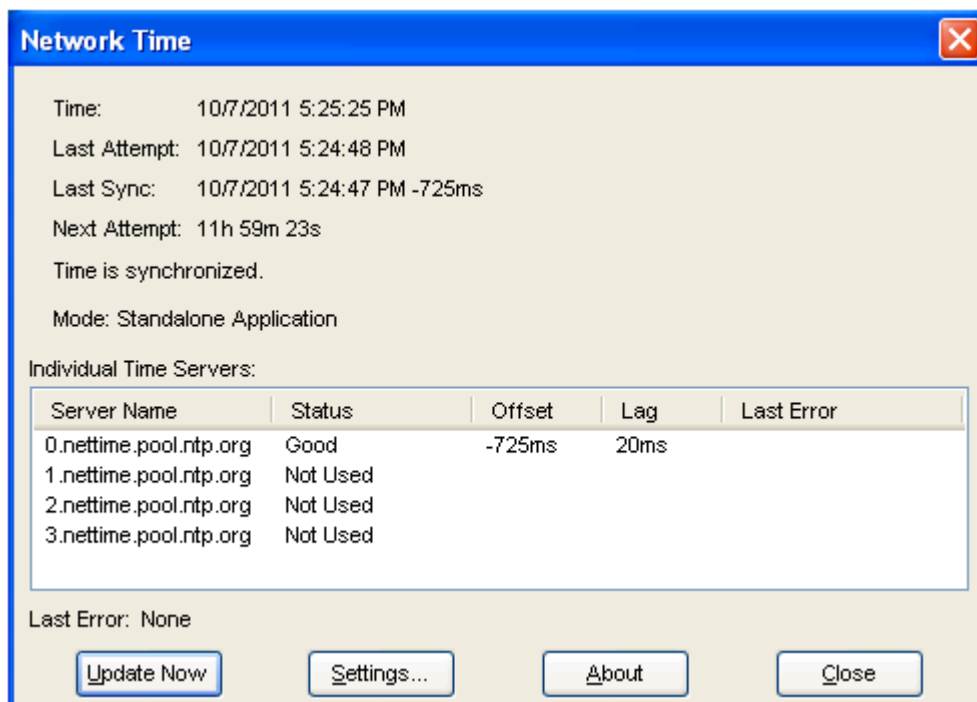 Network Time
Time: 10/7/2011 5:25:25 PM
Last Attempt: 10/7/2011 5:24:48 PM
Last Sync: 10/7/2011 5:24:47 PM -725ms
Next Attempt: 11h 59m 23s
Time is synchronized.
Mode: Standalone Application
Individual Time Servers:
Server Name Status Offset Lag Last Error
0.nettime.pool.ntp.org Good -725ms 20ms
1.nettime.pool.ntp.org Not Used
2.nettime.pool.ntp.org Not Used
3.nettime.pool.ntp.org Not Used
Last Error: None
Update Now Settings... About Close